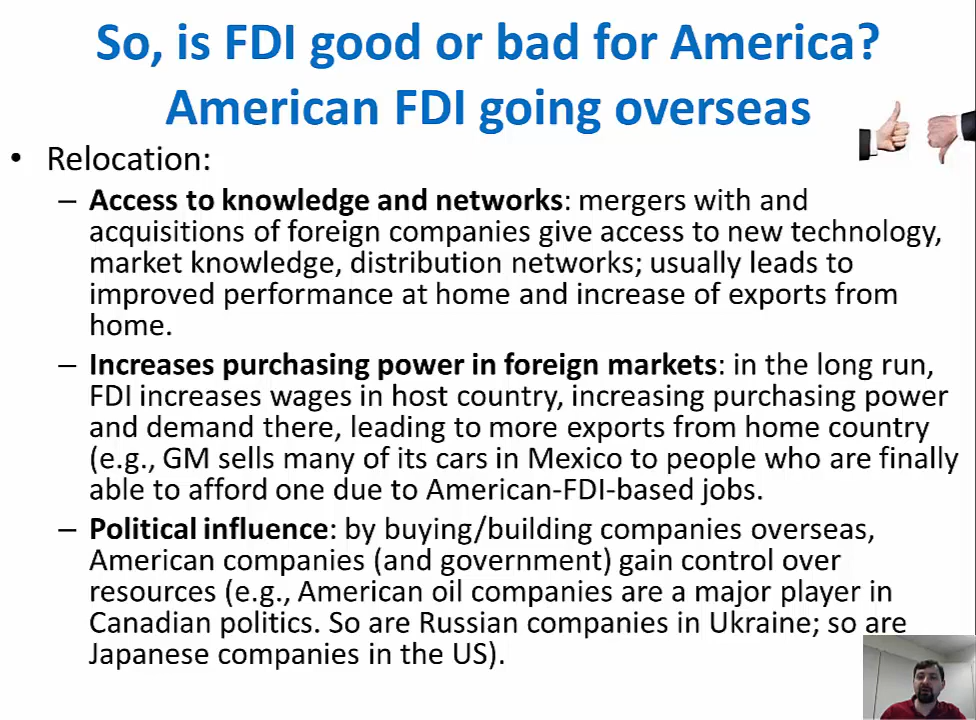 So, is FDI good or bad for America?
American FDI going overseas
• Relocation:
– Access to knowledge and networks: mergers with and
acquisitions of foreign companies give access to new technology,
market knowledge, distribution networks; usually leads to
improved performance at home and increase of exports from
home.
– Increases purchasing power in foreign markets: in the long run,
FDI increases wages in host country, increasing purchasing power
and demand there, leading to more exports from home country
(e.g., GM sells many of its cars in Mexico to people who are finally
able to afford one due to American-FDI-based jobs.
– Political influence: by buying/building companies overseas,
American companies (and government) gain control over
resources (e.g., American oil companies are a major player in
Canadian politics. So are Russian companies in Ukraine; so are
Japanese companies in the US).